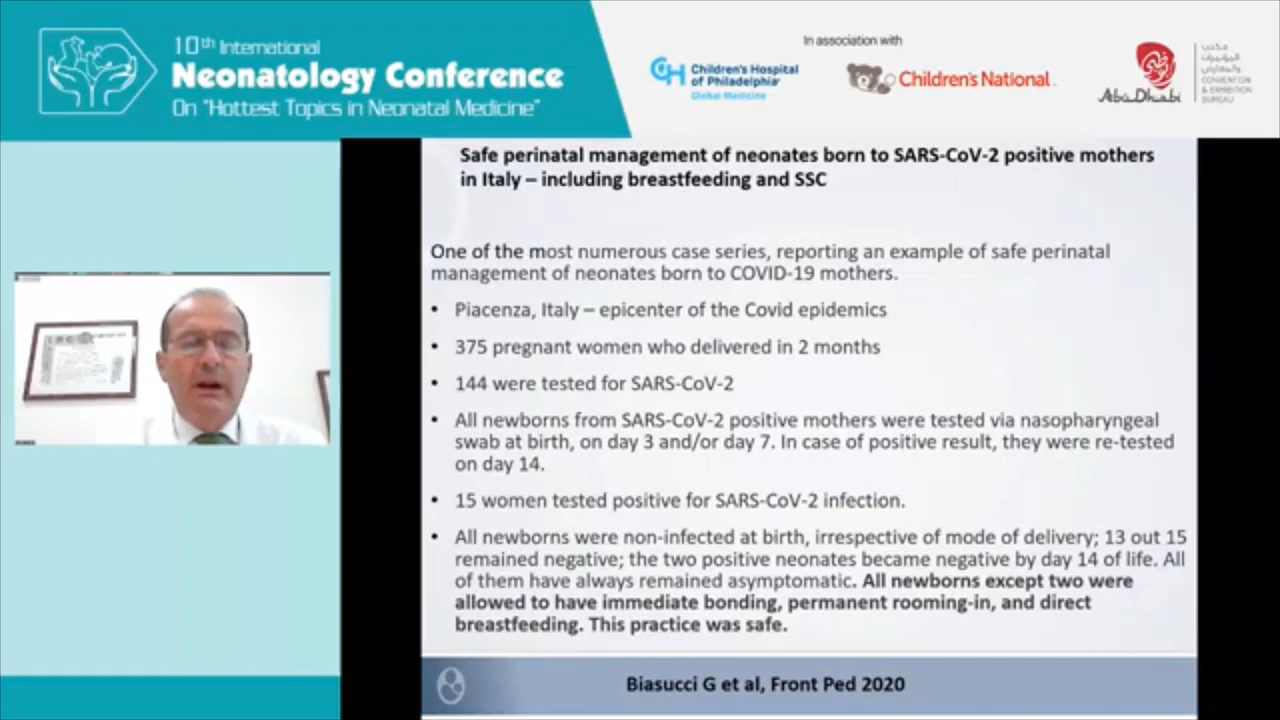 10th International
Neonatology Conference
On "Hottest Topics in Neonatal Medicine"
In association with
CH Children's Hospital
of Philadelphia
Global Medicine
Children's National
Abu Dhabi
مكتب
المؤتمرات
والمعارض
CONVENTION
& EXHIBITION
BUREAU
Safe perinatal management of neonates born to SARS-CoV-2 positive mothers
in Italy – including breastfeeding and SSC
One of the most numerous case series, reporting an example of safe perinatal
management of neonates born to COVID-19 mothers.
• Piacenza, Italy – epicenter of the Covid epidemics
• 375 pregnant women who delivered in 2 months
• 144 were tested for SARS-CoV-2
• All newborns from SARS-CoV-2 positive mothers were tested via nasopharyngeal
swab at birth, on day 3 and/or day 7. In case of positive result, they were re-tested
on day 14.
• 15 women tested positive for SARS-CoV-2 infection.
• All newborns were non-infected at birth, irrespective of mode of delivery; 13 out 15
remained negative; the two positive neonates became negative by day 14 of life. All
of them have always remained asymptomatic. All newborns except two were
allowed to have immediate bonding, permanent rooming-in, and direct
breastfeeding. This practice was safe.
Biasucci G et al, Front Ped 2020